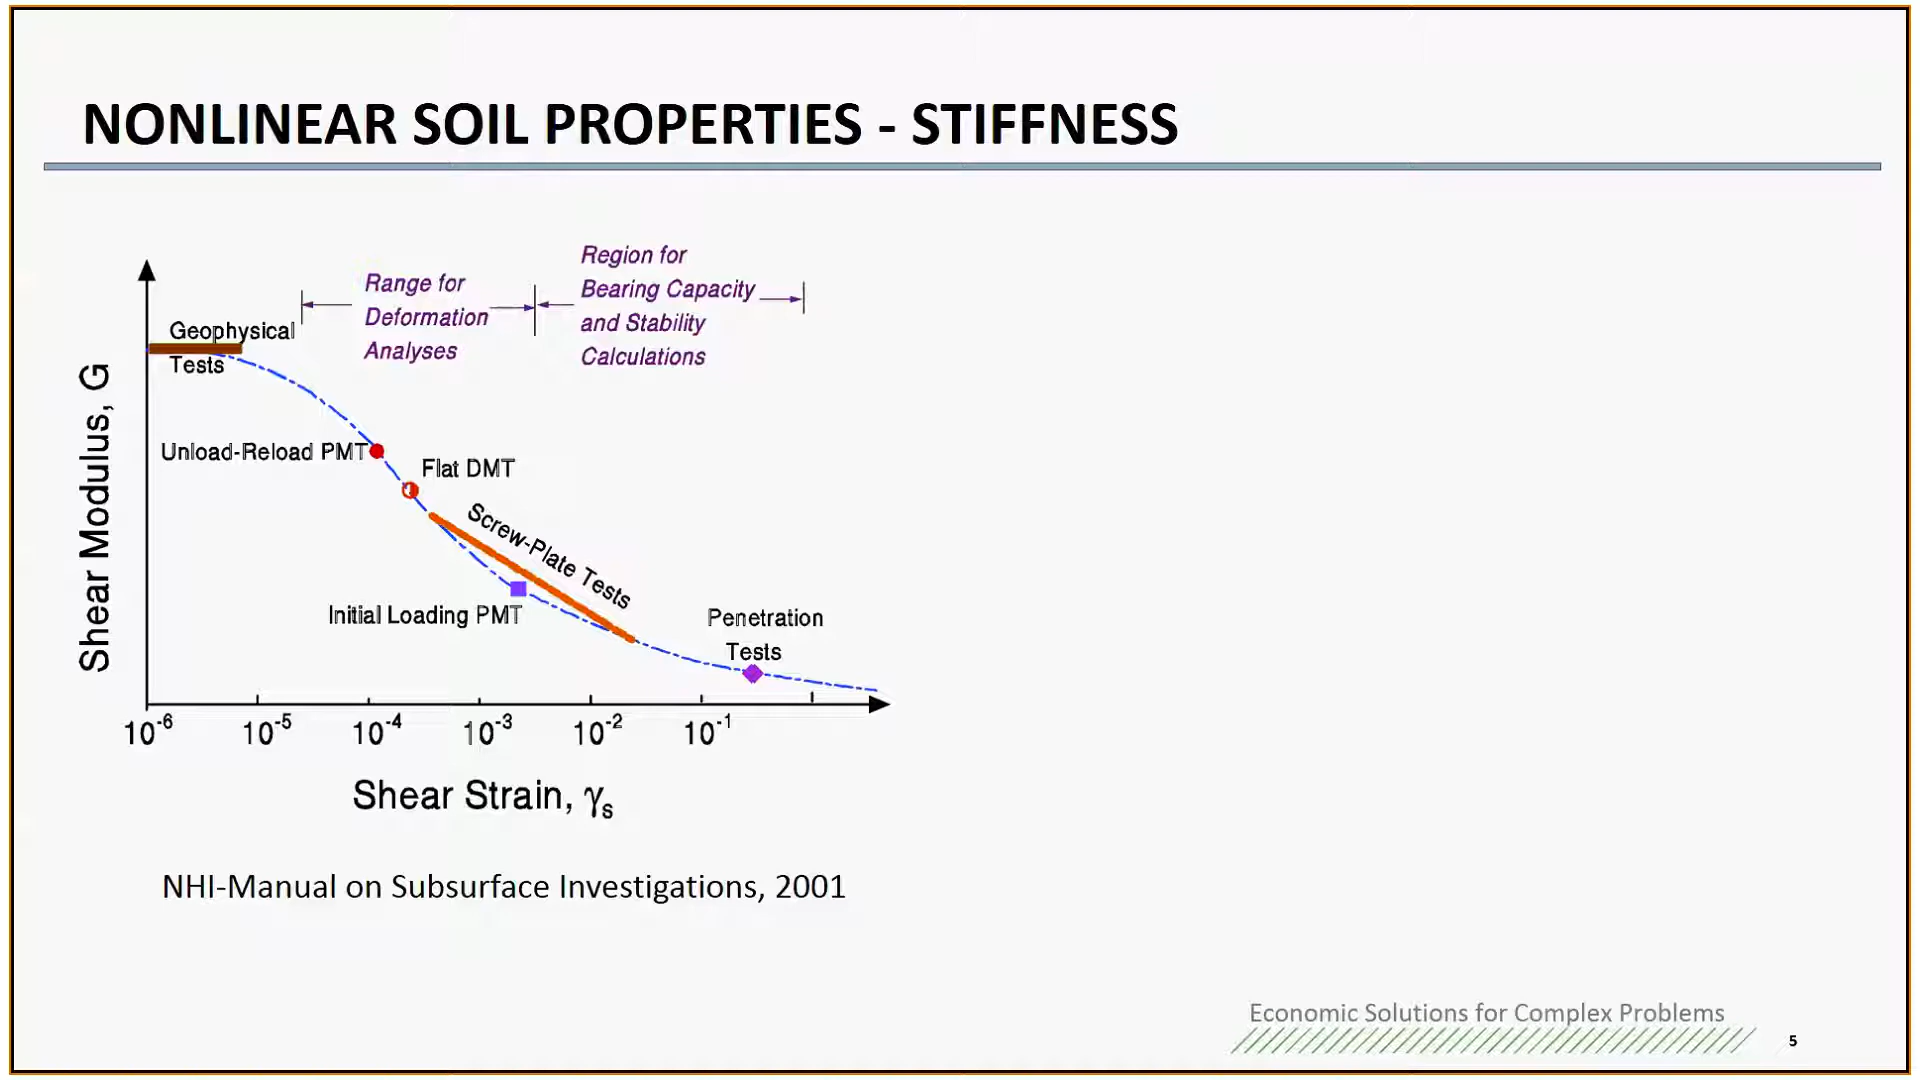 NONLINEAR SOIL PROPERTIES - STIFFNESS
Range for
Deformation
Analyses
Region for
Bearing Capacity
and Stability
Calculations
Geophysical
Tests
Unload-Reload PMT
Flat DMT
Screw-Plate Tests
Initial Loading PMT
Penetration
Tests
Shear Modulus, G
10⁻⁶ 10⁻⁵ 10⁻⁴ 10⁻³ 10⁻² 10⁻¹
Shear Strain, γₛ
NHI-Manual on Subsurface Investigations, 2001
Economic Solutions for Complex Problems
5